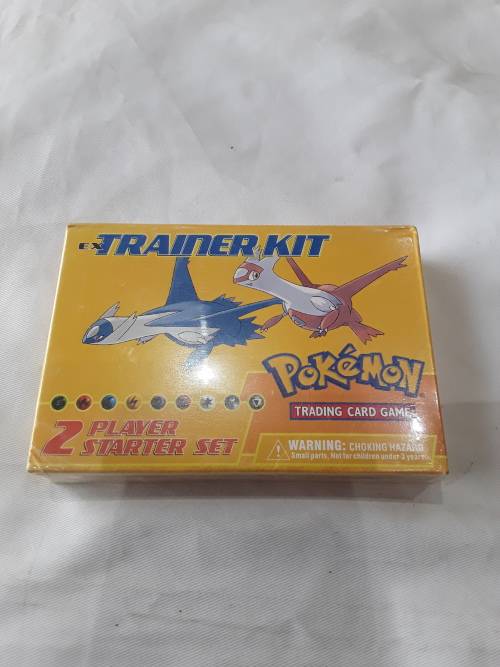 EX TRAINER KIT
POKéMON
TRADING CARD GAME
2 PLAYER
STARTER SET
WARNING: CHOKING HAZARD
Small parts. Not for children under 3 years.